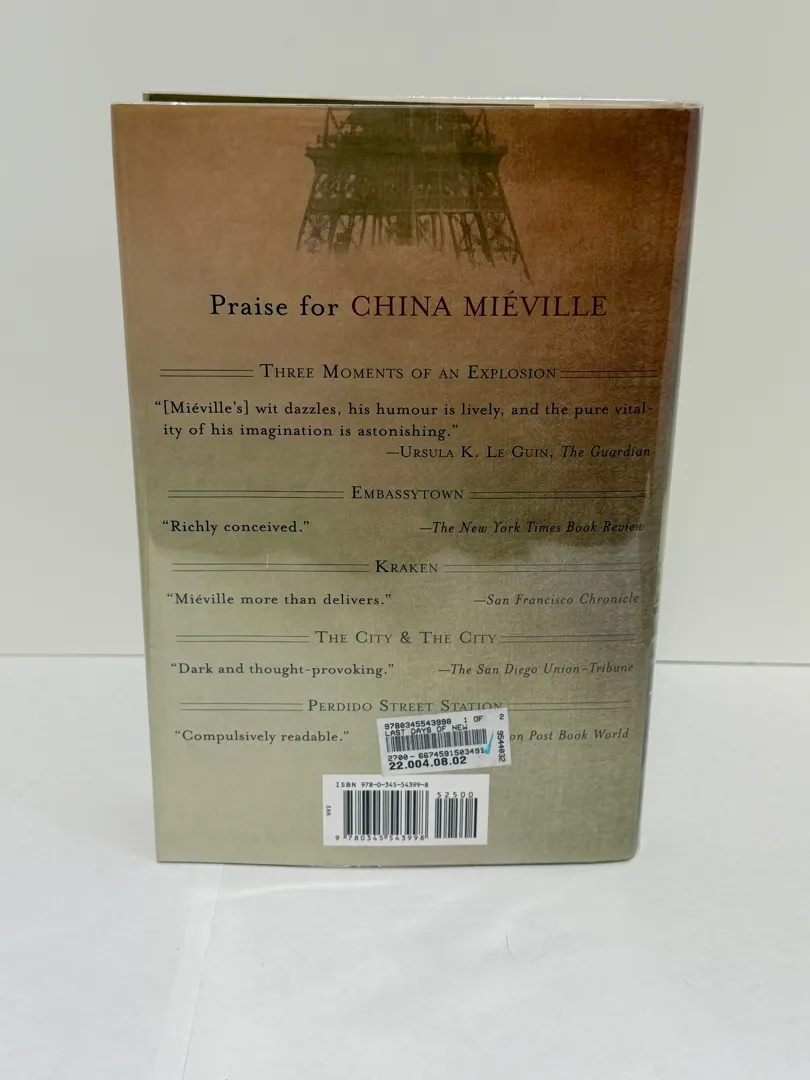 Praise for CHINA MIÉVILLE
THREE MOMENTS OF AN EXPLOSION
“[Miéville's] wit dazzles, his humour is lively, and the pure vital-
ity of his imagination is astonishing.”
—URSULA K. LE GUIN, The Guardian
EMBASSYTOWN
“Richly conceived.” —The New York Times Book Review
KRAKEN
“Miéville more than delivers.” —San Francisco Chronicle
THE CITY & THE CITY
“Dark and thought-provoking.” —The San Diego Union-Tribune
PERDIDO STREET STATION
“Compulsively readable.” on Post Book World
9780345543998 1 OF 2
LAST DAYS OF NEW
2700- 6674591503491
22.004.08.02
9544032
ISBN 978-0-345-54399-8
52500
EAN
9 780345 543998